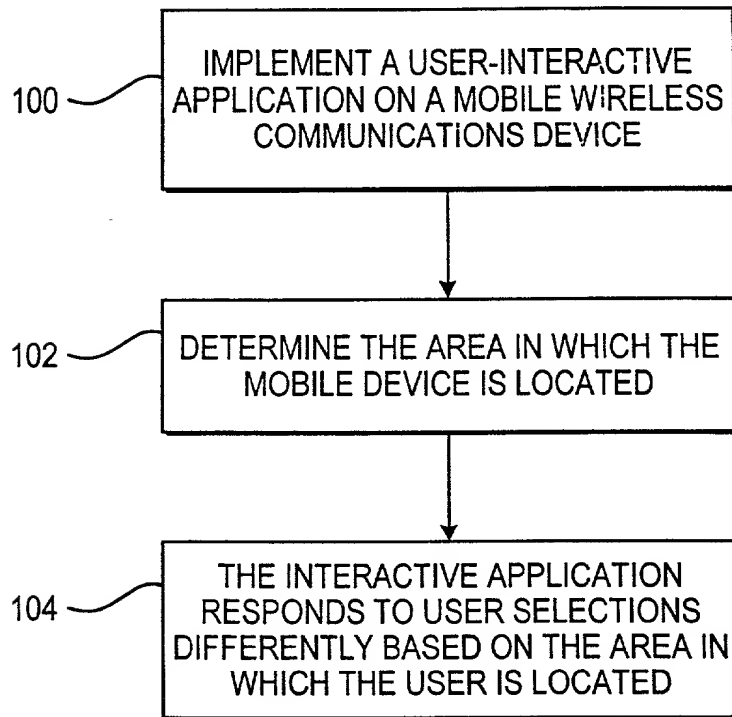 100
IMPLEMENT A USER-INTERACTIVE
APPLICATION ON A MOBILE WIRELESS
COMMUNICATIONS DEVICE
102
DETERMINE THE AREA IN WHICH THE
MOBILE DEVICE IS LOCATED
104
THE INTERACTIVE APPLICATION
RESPONDS TO USER SELECTIONS
DIFFERENTLY BASED ON THE AREA IN
WHICH THE USER IS LOCATED